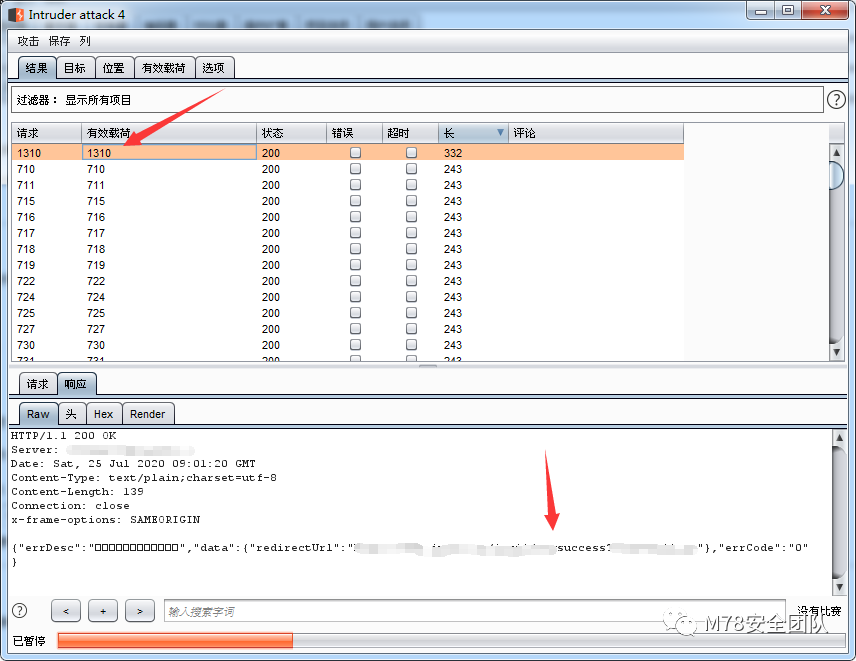 Intruder attack 4
攻击 保存 列
结果 目标 位置 有效载荷 选项
过滤器： 显示所有项目
请求 有效载荷 状态 错误 超时 长 评论
1310 1310 200 332
710 710 200 243
711 711 200 243
715 715 200 243
716 716 200 243
717 717 200 243
718 718 200 243
719 719 200 243
722 722 200 243
724 724 200 243
725 725 200 243
727 727 200 243
730 730 200 243
731 731 200 243
请求 响应
Raw 头 Hex Render
HTTP/1.1 200 OK
Server:
Date: Sat, 25 Jul 2020 09:01:20 GMT
Content-Type: text/plain;charset=utf-8
Content-Length: 139
Connection: close
x-frame-options: SAMEORIGIN
{"errDesc":"□□□□□□□□□□□□","data":{"redirectUrl":" success? "},"errCode":"0"
}
? < + > 输入搜索字词 没有比赛
M78安全团队
已暂停